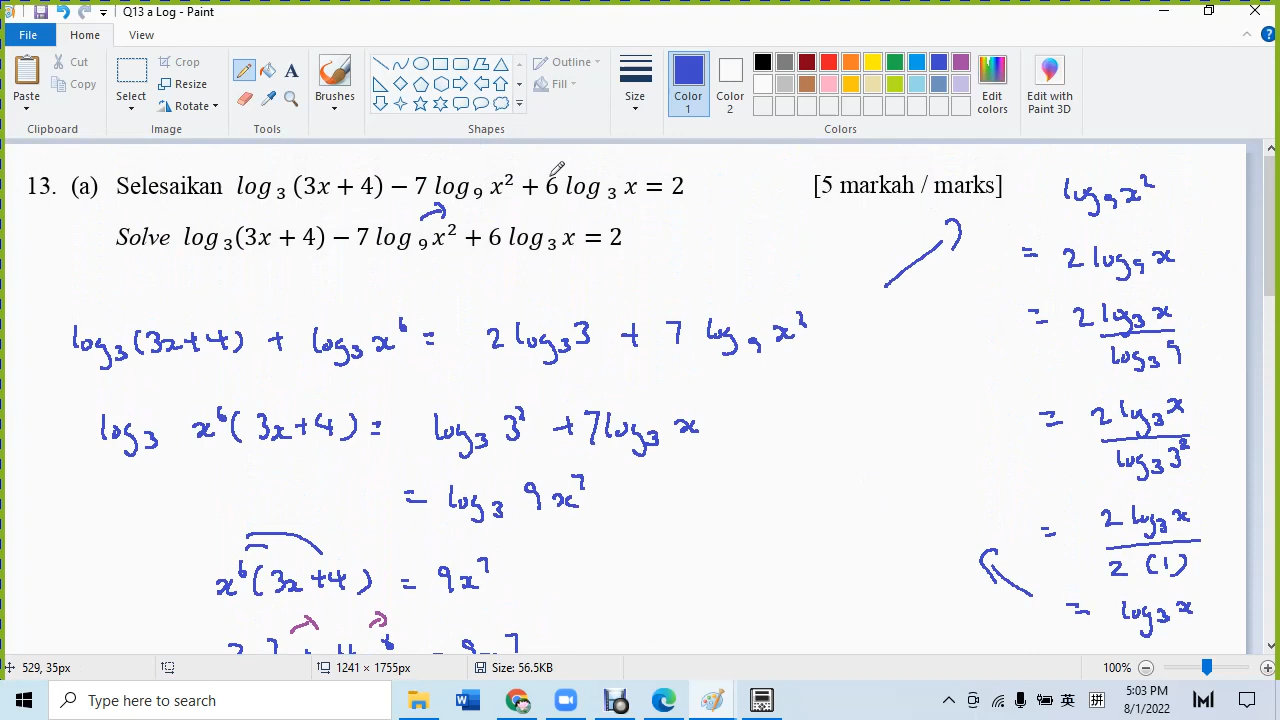 Q13 a Log - Paint
File Home View
Paste Cut Copy Clipboard
Select Crop Resize Rotate Image
Tools
Brushes
Shapes Outline Fill
Size
Color 1 Color 2 Colors
Edit colors
Edit with Paint 3D
13. (a) Selesaikan log₃ (3x + 4) − 7 log₉ x² + 6 log₃ x = 2 [5 markah / marks]
Solve log₃(3x + 4) − 7 log₉ x² + 6 log₃ x = 2
log₃(3x+4) + log₃ x⁶ = 2 log₃ 3 + 7 log₉ x²
log₃ x⁶(3x+4) = log₃ 3² + 7 log₃ x
= log₃ 9x⁷
x⁶(3x+4) = 9x⁷
log₉ x²
= 2 log₉ x
= 2 log₃ x / log₃ 9
= 2 log₃ x / log₃ 3²
= 2 log₃ x / 2 (1)
= log₃ x
529, 35px 1241 × 1755px Size: 56.5KB 100%
Type here to search
英 拼 5:03 PM
8/1/2022